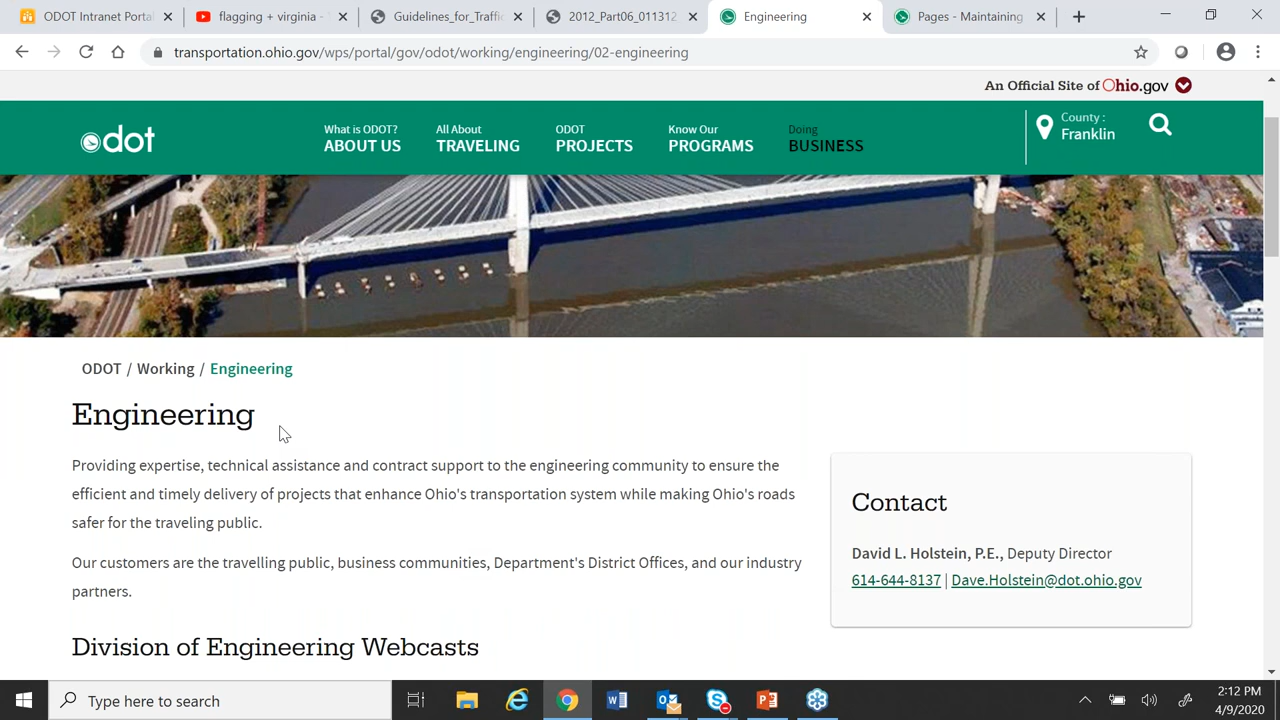 ODOT Intranet Portal
flagging + virginia -
Guidelines_for_Traffi
2012_Part06_011312
Engineering
Pages - Maintaining
transportation.ohio.gov/wps/portal/gov/odot/working/engineering/02-engineering
An Official Site of Ohio.gov
odot
What is ODOT?
ABOUT US
All About
TRAVELING
ODOT
PROJECTS
Know Our
PROGRAMS
Doing
BUSINESS
County :
Franklin
ODOT / Working / Engineering
Engineering
Providing expertise, technical assistance and contract support to the engineering community to ensure the
efficient and timely delivery of projects that enhance Ohio's transportation system while making Ohio's roads
safer for the traveling public.
Our customers are the travelling public, business communities, Department's District Offices, and our industry
partners.
Contact
David L. Holstein, P.E., Deputy Director
614-644-8137 | Dave.Holstein@dot.ohio.gov
Division of Engineering Webcasts
Type here to search
2:12 PM
4/9/2020